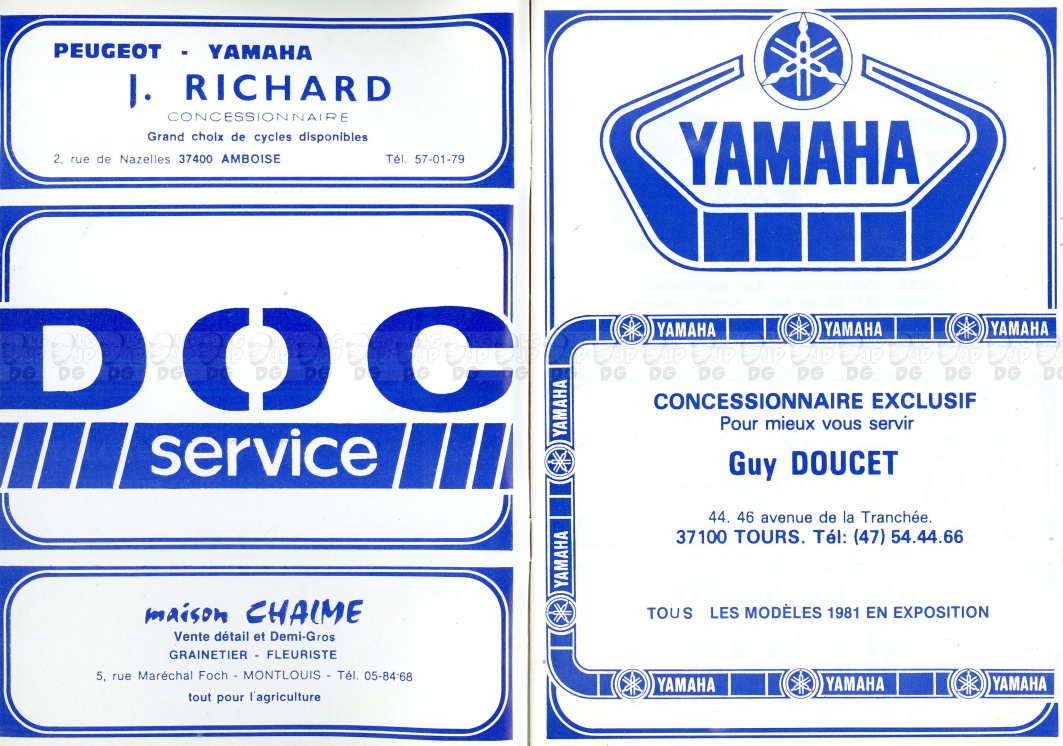 PEUGEOT - YAMAHA
J. RICHARD
CONCESSIONNAIRE
Grand choix de cycles disponibles
2, rue de Nazelles 37400 AMBOISE Tél. 57-01-79
DOC
service
maison CHALME
Vente détail et Demi-Gros
GRAINETIER - FLEURISTE
5, rue Maréchal Foch - MONTLOUIS - Tél. 05-84-68
tout pour l'agriculture
YAMAHA
YAMAHA YAMAHA YAMAHA
YAMAHA
YAMAHA
CONCESSIONNAIRE EXCLUSIF
Pour mieux vous servir
Guy DOUCET
44. 46 avenue de la Tranchée.
37100 TOURS. Tél: (47) 54.44.66
TOUS LES MODÈLES 1981 EN EXPOSITION
YAMAHA YAMAHA YAMAHA